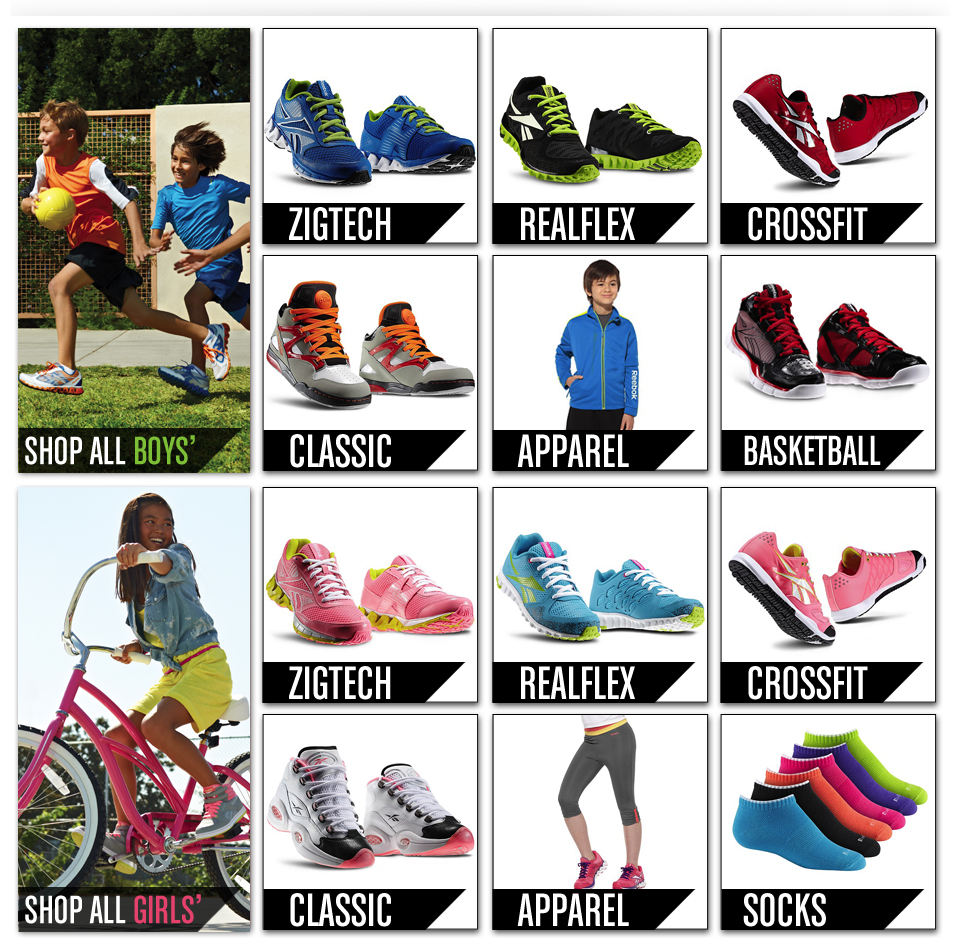 ZIGTECH
REALFLEX
CROSSFIT
Reebok
SHOP ALL BOYS'
CLASSIC
APPAREL
BASKETBALL
ZIGTECH
REALFLEX
CROSSFIT
SHOP ALL GIRLS'
CLASSIC
APPAREL
SOCKS